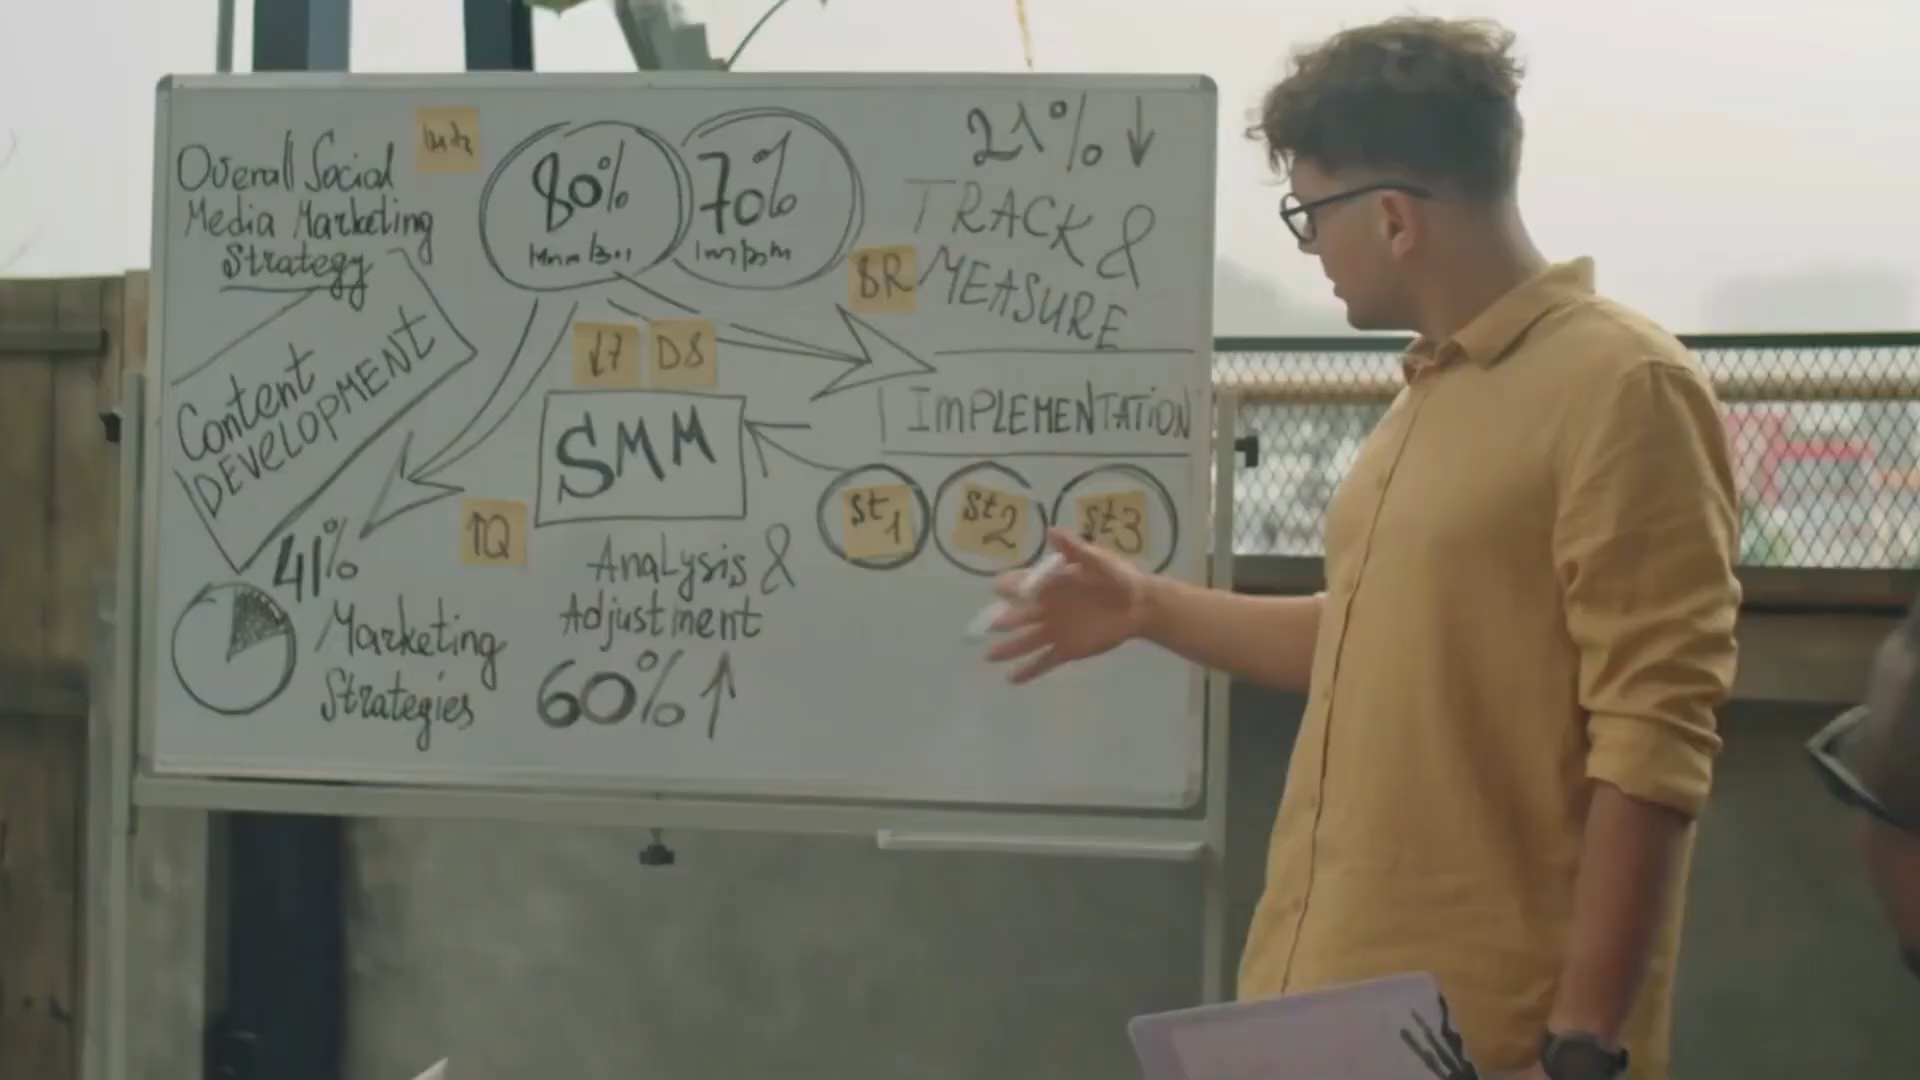 Overall Social
Media Marketing
Strategy
80%
70%
21% ↓
TRACK &
MEASURE
BR
Content
DEVELOPMENT
DS
SMM
IMPLEMENTATION
st1
st2
st3
41%
Marketing
Strategies
Analysis &
Adjustment
60% ↑